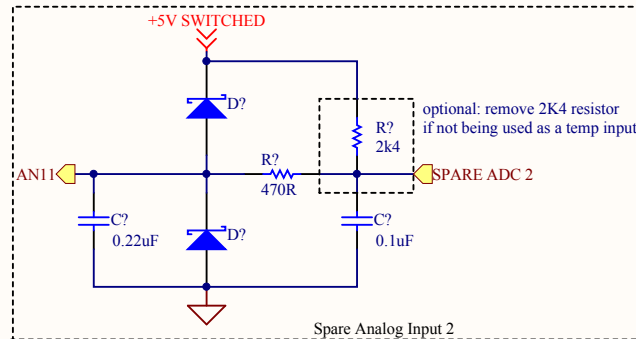 +5V SWITCHED
D?
optional: remove 2K4 resistor
if not being used as a temp input
R?
2k4
AN11
R?
470R
SPARE ADC 2
C?
0.22uF
D?
C?
0.1uF
Spare Analog Input 2